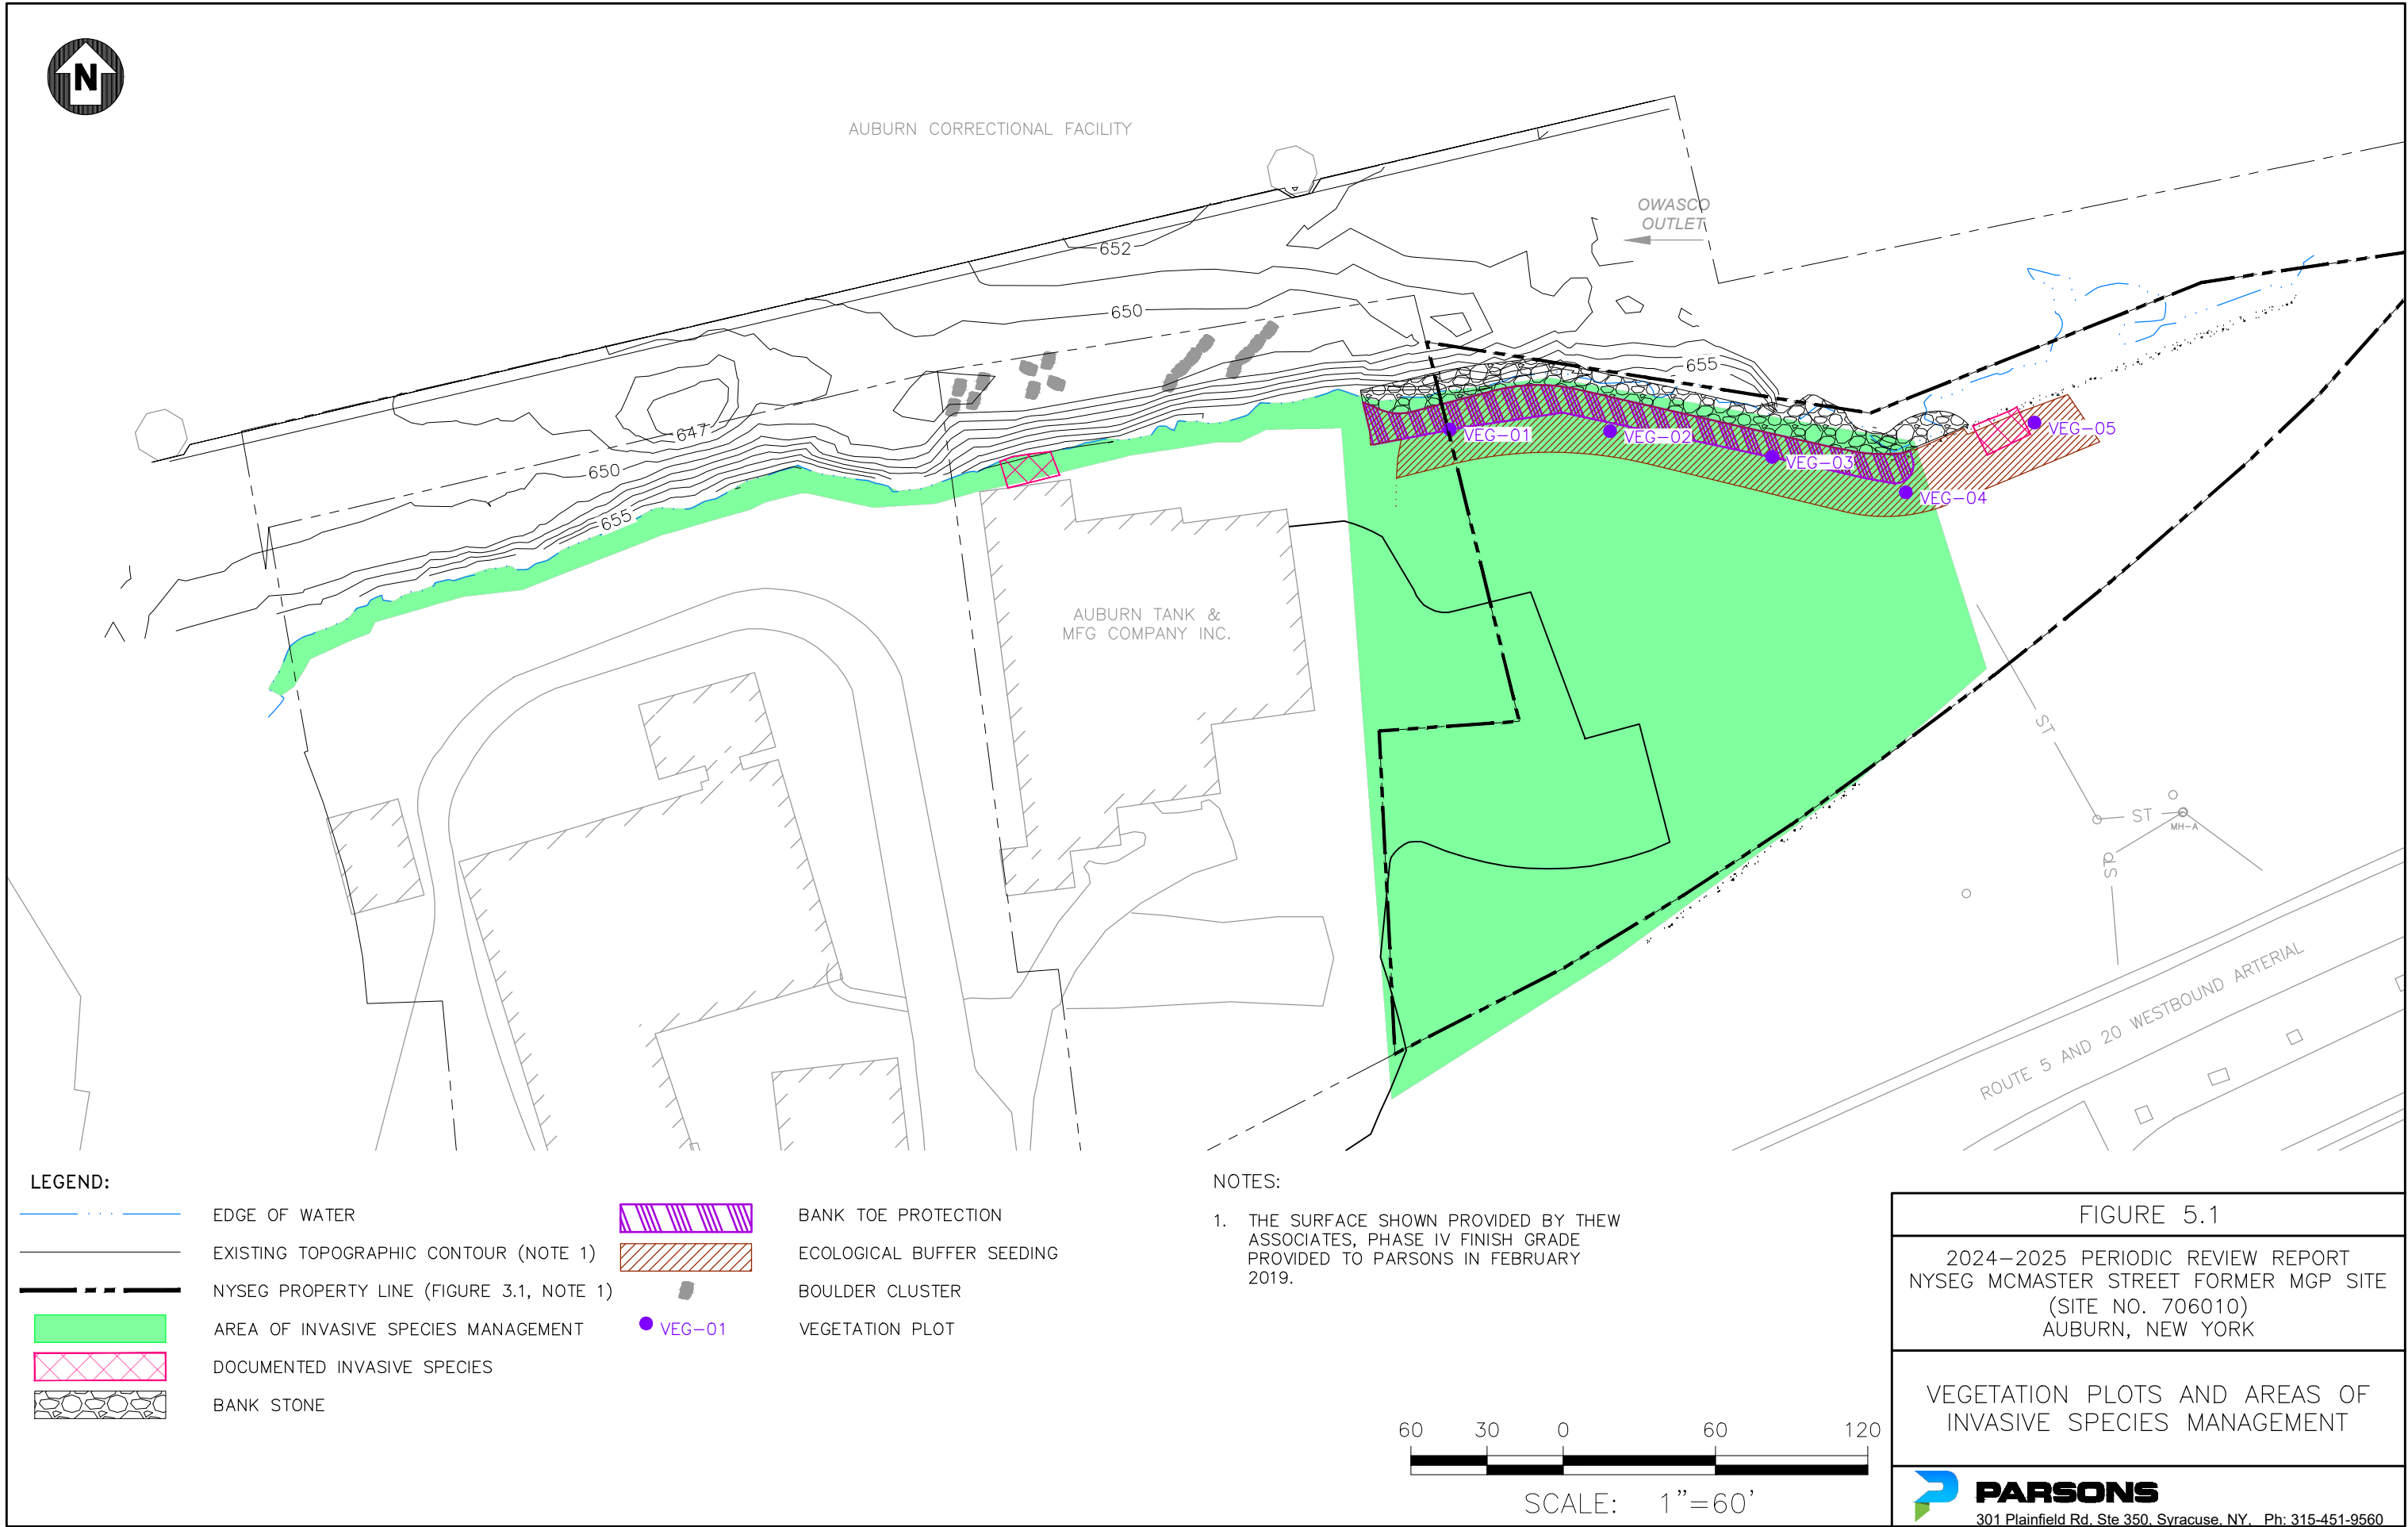 N
AUBURN CORRECTIONAL FACILITY
OWASCO
OUTLET
652
650
655
647
650
655
VEG-01
VEG-02
VEG-03
VEG-04
VEG-05
AUBURN TANK &
MFG COMPANY INC.
ST
ST
MH-A
ST
ROUTE 5 AND 20 WESTBOUND ARTERIAL
LEGEND:
EDGE OF WATER
EXISTING TOPOGRAPHIC CONTOUR (NOTE 1)
NYSEG PROPERTY LINE (FIGURE 3.1, NOTE 1)
AREA OF INVASIVE SPECIES MANAGEMENT
DOCUMENTED INVASIVE SPECIES
BANK STONE
BANK TOE PROTECTION
ECOLOGICAL BUFFER SEEDING
BOULDER CLUSTER
VEG-01
VEGETATION PLOT
NOTES:
1. THE SURFACE SHOWN PROVIDED BY THEW
ASSOCIATES, PHASE IV FINISH GRADE
PROVIDED TO PARSONS IN FEBRUARY
2019.
60 30 0 60 120
SCALE: 1"=60'
FIGURE 5.1
2024-2025 PERIODIC REVIEW REPORT
NYSEG MCMASTER STREET FORMER MGP SITE
(SITE NO. 706010)
AUBURN, NEW YORK
VEGETATION PLOTS AND AREAS OF
INVASIVE SPECIES MANAGEMENT
PARSONS
301 Plainfield Rd, Ste 350, Syracuse, NY, Ph: 315-451-9560